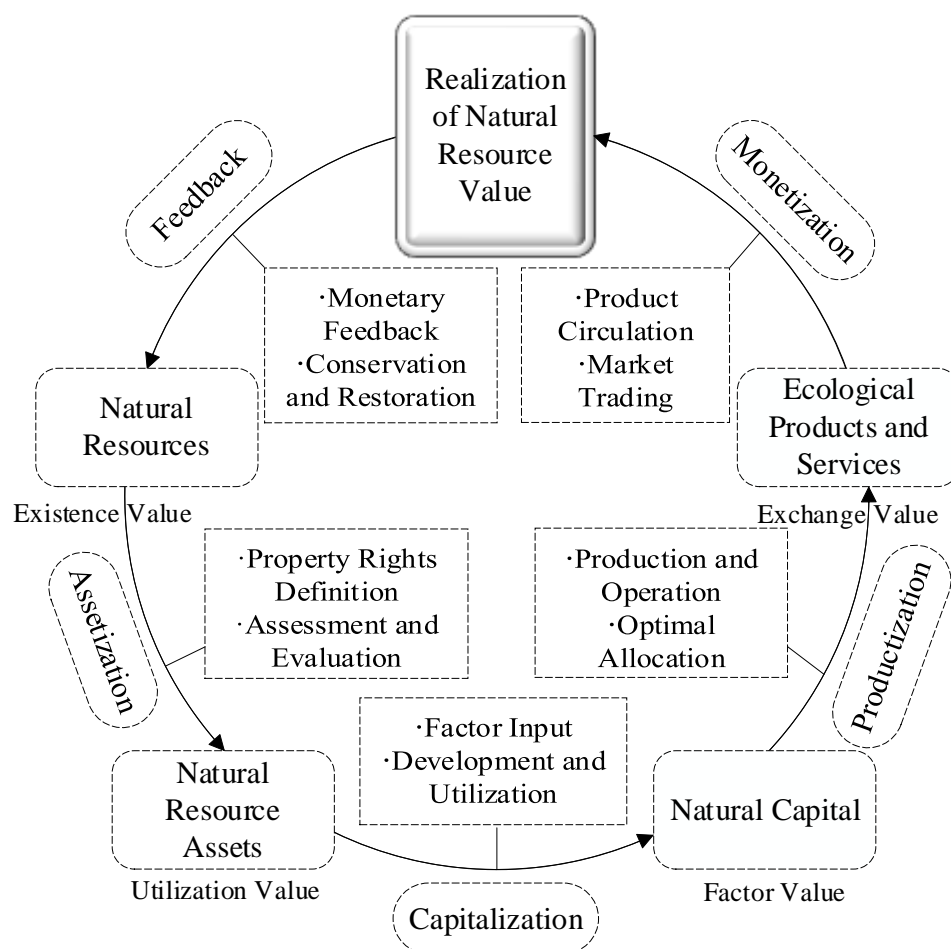 Realization
of Natural
Resource
Value
Feedback
Monetization
·Monetary
Feedback
·Conservation
and Restoration
·Product
Circulation
·Market
Trading
Natural
Resources
Existence Value
Ecological
Products and
Services
Exchange Value
Assetization
·Property Rights
Definition
·Assessment and
Evaluation
·Production and
Operation
·Optimal
Allocation
Productization
·Factor Input
·Development and
Utilization
Natural
Resource
Assets
Utilization Value
Natural Capital
Factor Value
Capitalization